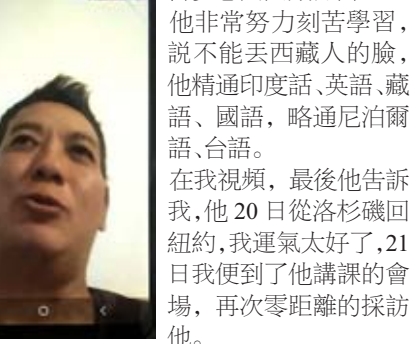 他非常努力刻苦學習,
説不能丟西藏人的臉,
他精通印度話、英語、藏
語、國語, 略通尼泊爾
語、台語。
在我視頻, 最後他告訴
我,他 20 日從洛杉磯回
紐約,我運氣太好了,21
日我便到了他講課的會
場, 再次零距離的採訪
他。